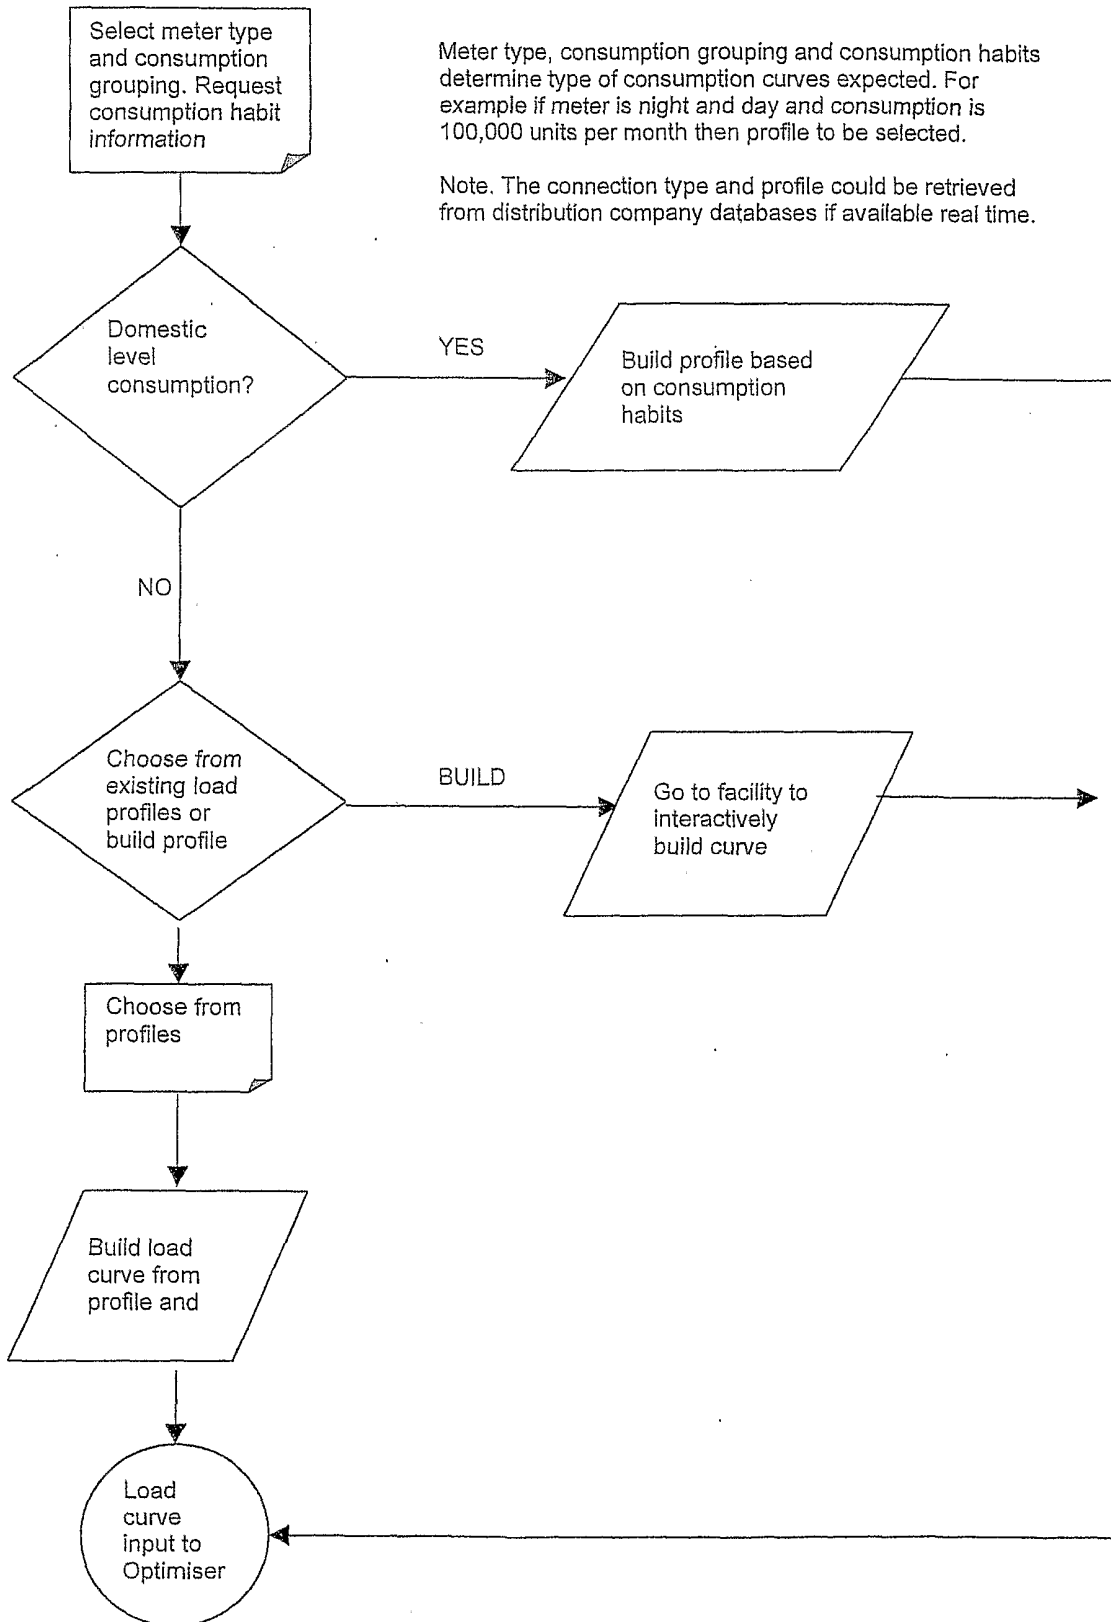 Select meter type
and consumption
grouping. Request
consumption habit
information
Meter type, consumption grouping and consumption habits
determine type of consumption curves expected. For
example if meter is night and day and consumption is
100,000 units per month then profile to be selected.
Note. The connection type and profile could be retrieved
from distribution company databases if available real time.
Domestic
level
consumption?
YES
Build profile based
on consumption
habits
NO
Choose from
existing load
profiles or
build profile
BUILD
Go to facility to
interactively
build curve
Choose from
profiles
Build load
curve from
profile and
Load
curve
input to
Optimiser